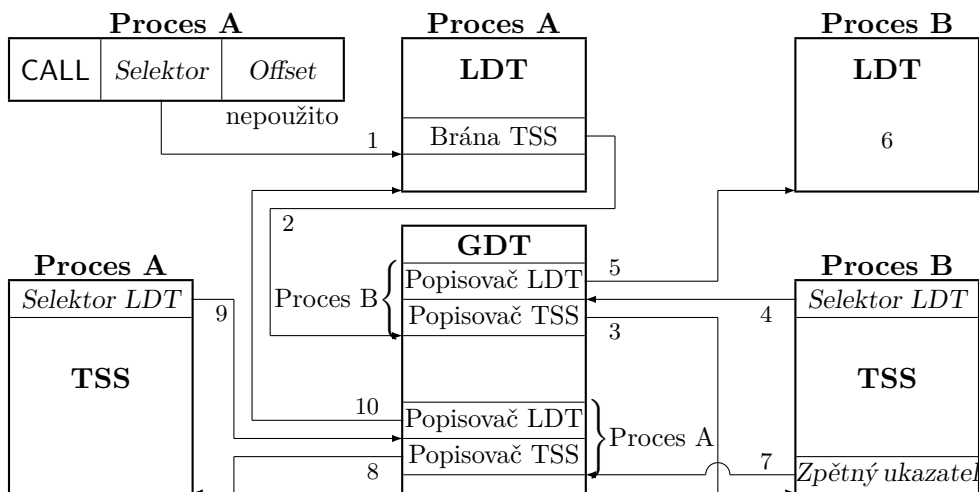 Proces A
Proces A
Proces B
CALL Selektor Offset
nepoužito
LDT
LDT
1
Brána TSS
6
2
GDT
Proces A
Proces B
Proces B
Popisovač LDT
5
Selektor LDT
9
Popisovač TSS
3
4
Selektor LDT
TSS
TSS
10
Popisovač LDT
Proces A
8
Popisovač TSS
7
Zpětný ukazatel